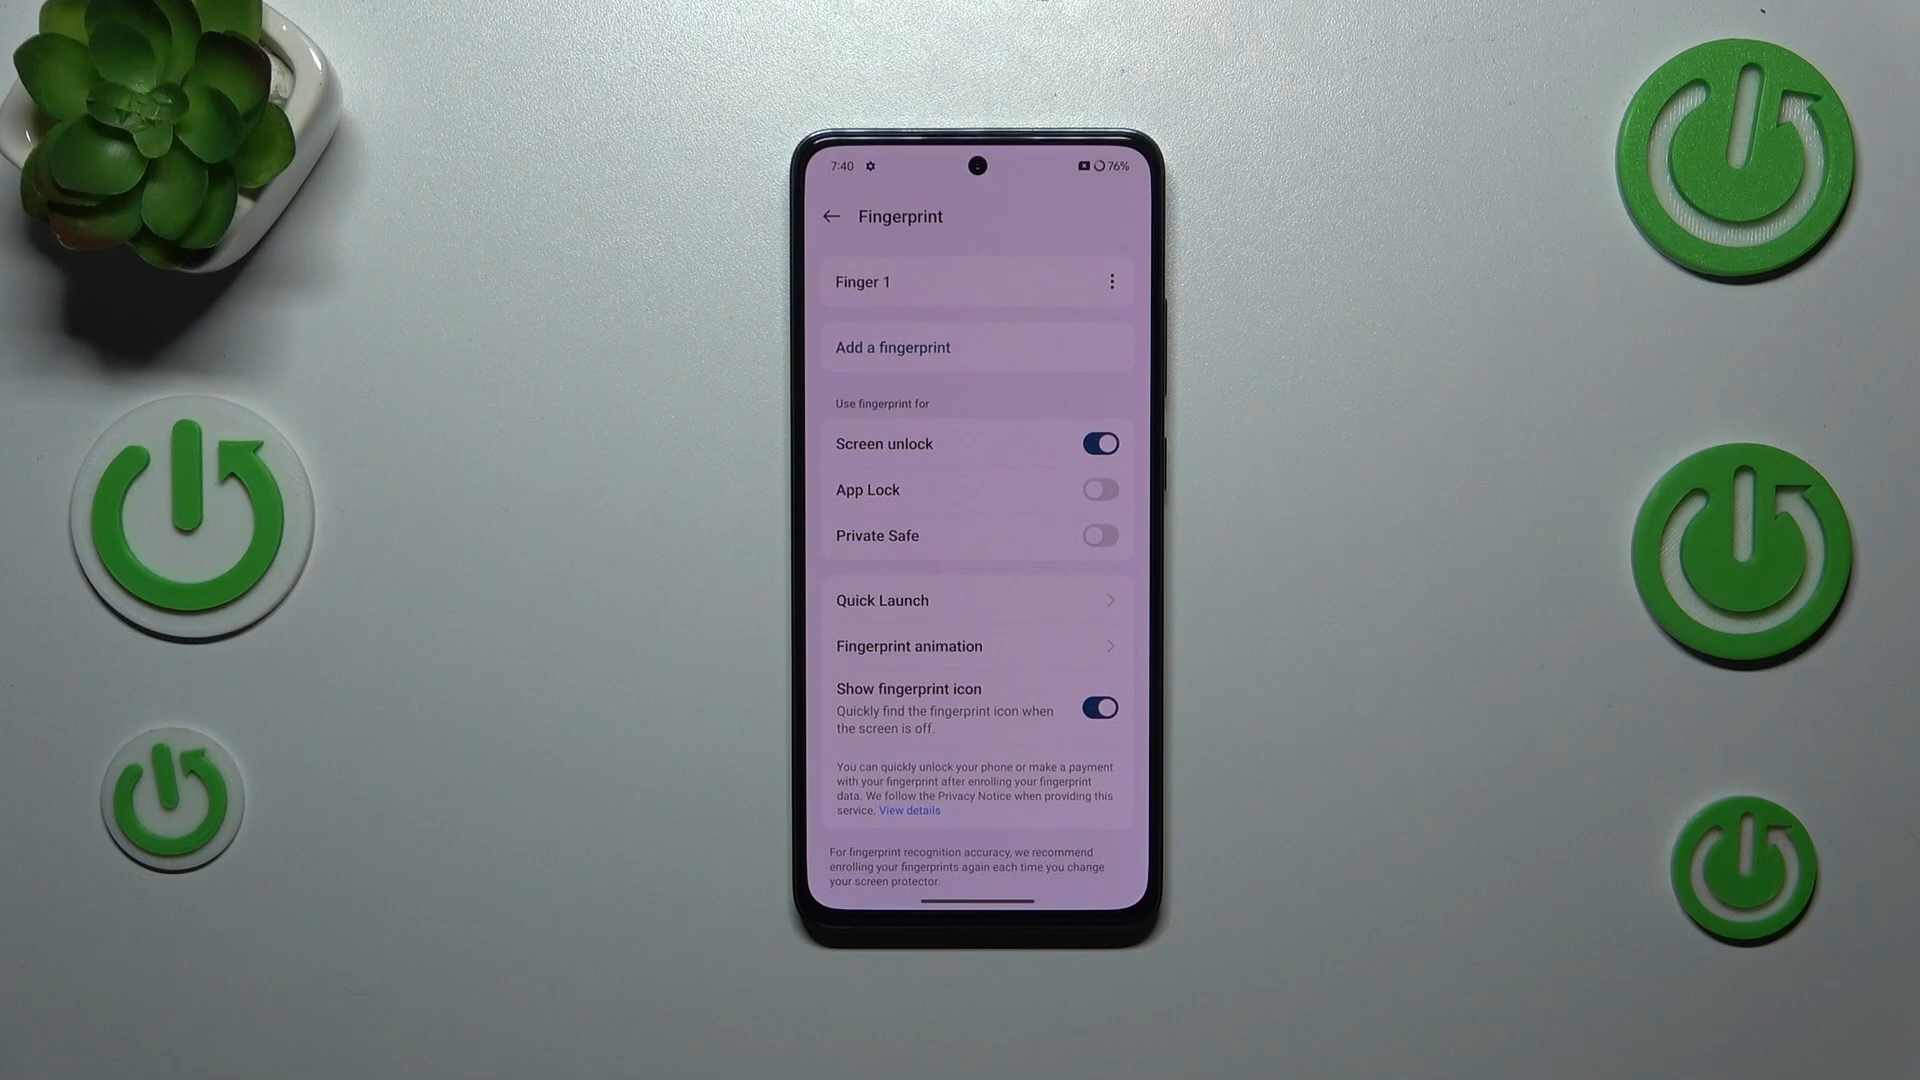 7:40 76%
Fingerprint
Finger 1
Add a fingerprint
Use fingerprint for
Screen unlock
App Lock
Private Safe
Quick Launch
Fingerprint animation
Show fingerprint icon
Quickly find the fingerprint icon when
the screen is off.
You can quickly unlock your phone or make a payment
with your fingerprint after enrolling your fingerprint
data. We follow the Privacy Notice when providing this
service. View details
For fingerprint recognition accuracy, we recommend
enrolling your fingerprints again each time you change
your screen protector.